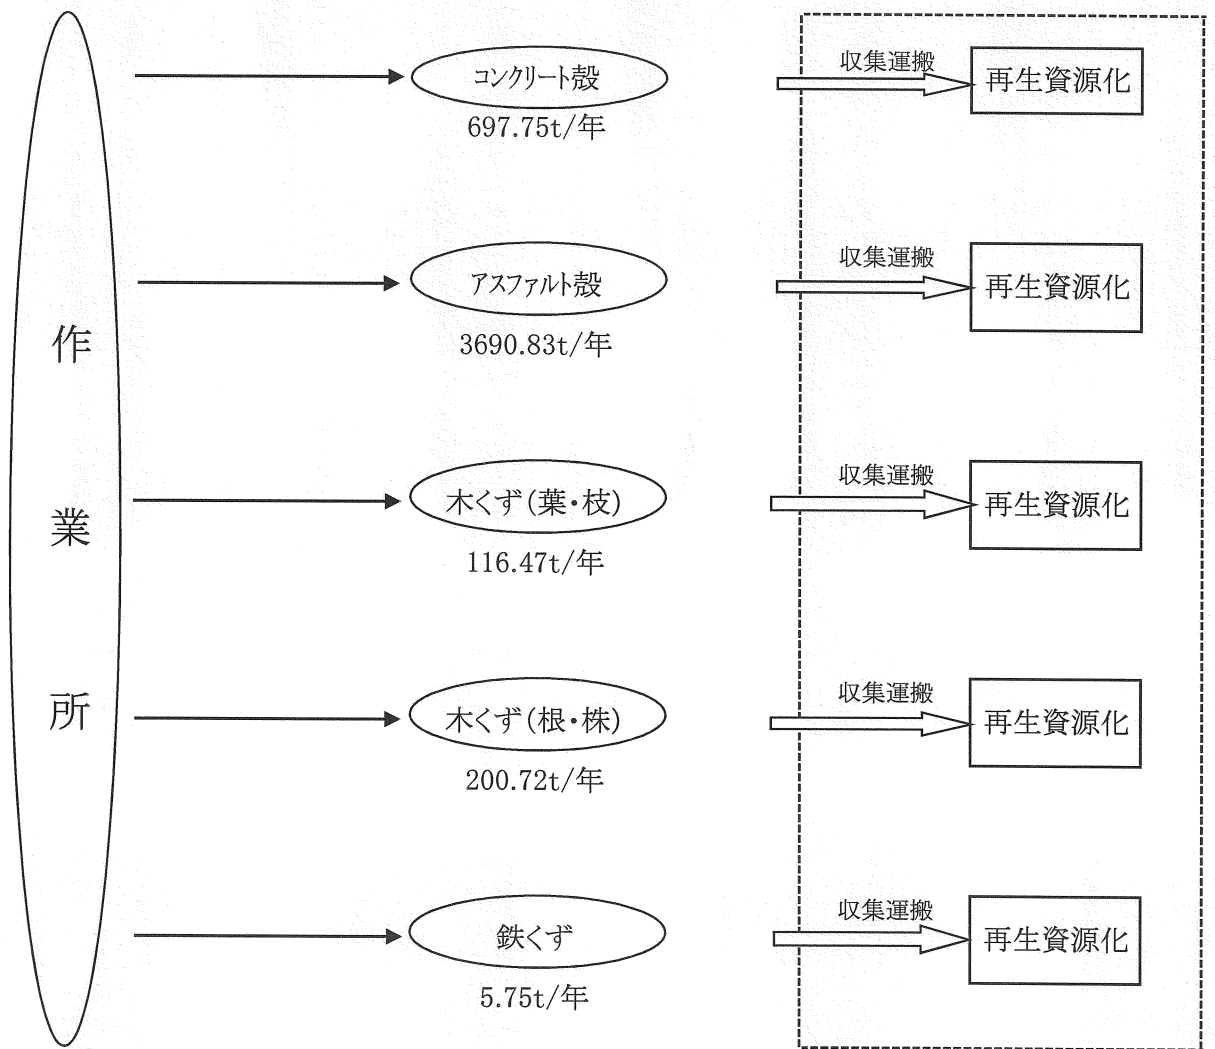 作業所
コンクリート殻
697.75t/年
収集運搬
再生資源化
アスファルト殻
3690.83t/年
収集運搬
再生資源化
木くず(葉・枝)
116.47t/年
収集運搬
再生資源化
木くず(根・株)
200.72t/年
収集運搬
再生資源化
鉄くず
5.75t/年
収集運搬
再生資源化